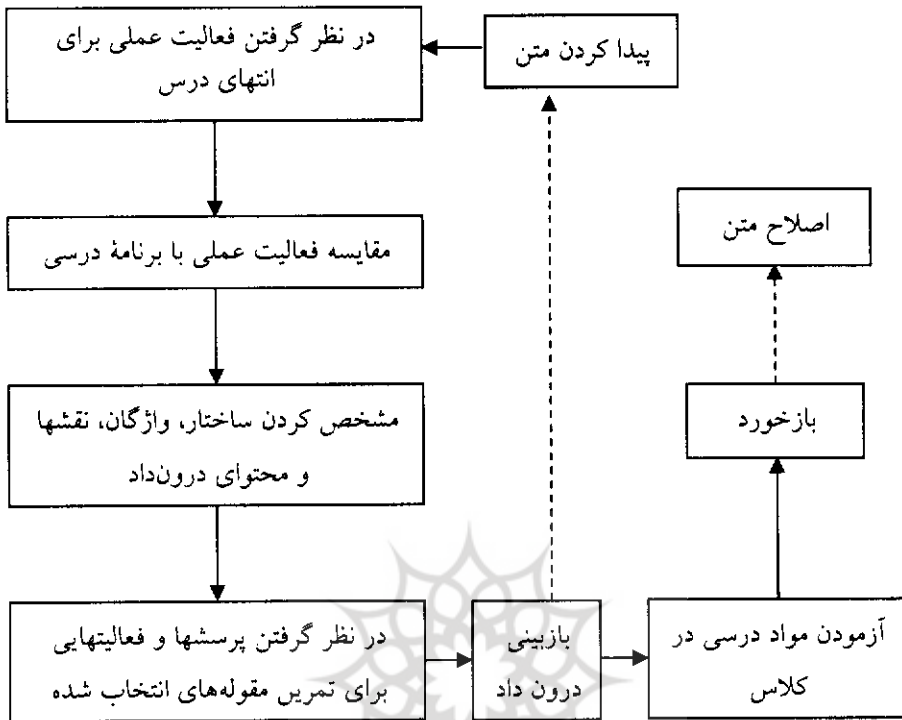 پیدا کردن متن
در نظر گرفتن فعالیت عملی برای
انتهای درس
مقایسه فعالیت عملی با برنامهٔ درسی
مشخص کردن ساختار، واژگان، نقشها
و محتوای درون‌داد
در نظر گرفتن پرسشها و فعالیتهایی
برای تمرین مقوله‌های انتخاب شده
بازبینی
درون داد
آزمودن مواد درسی در
کلاس
بازخورد
اصلاح متن